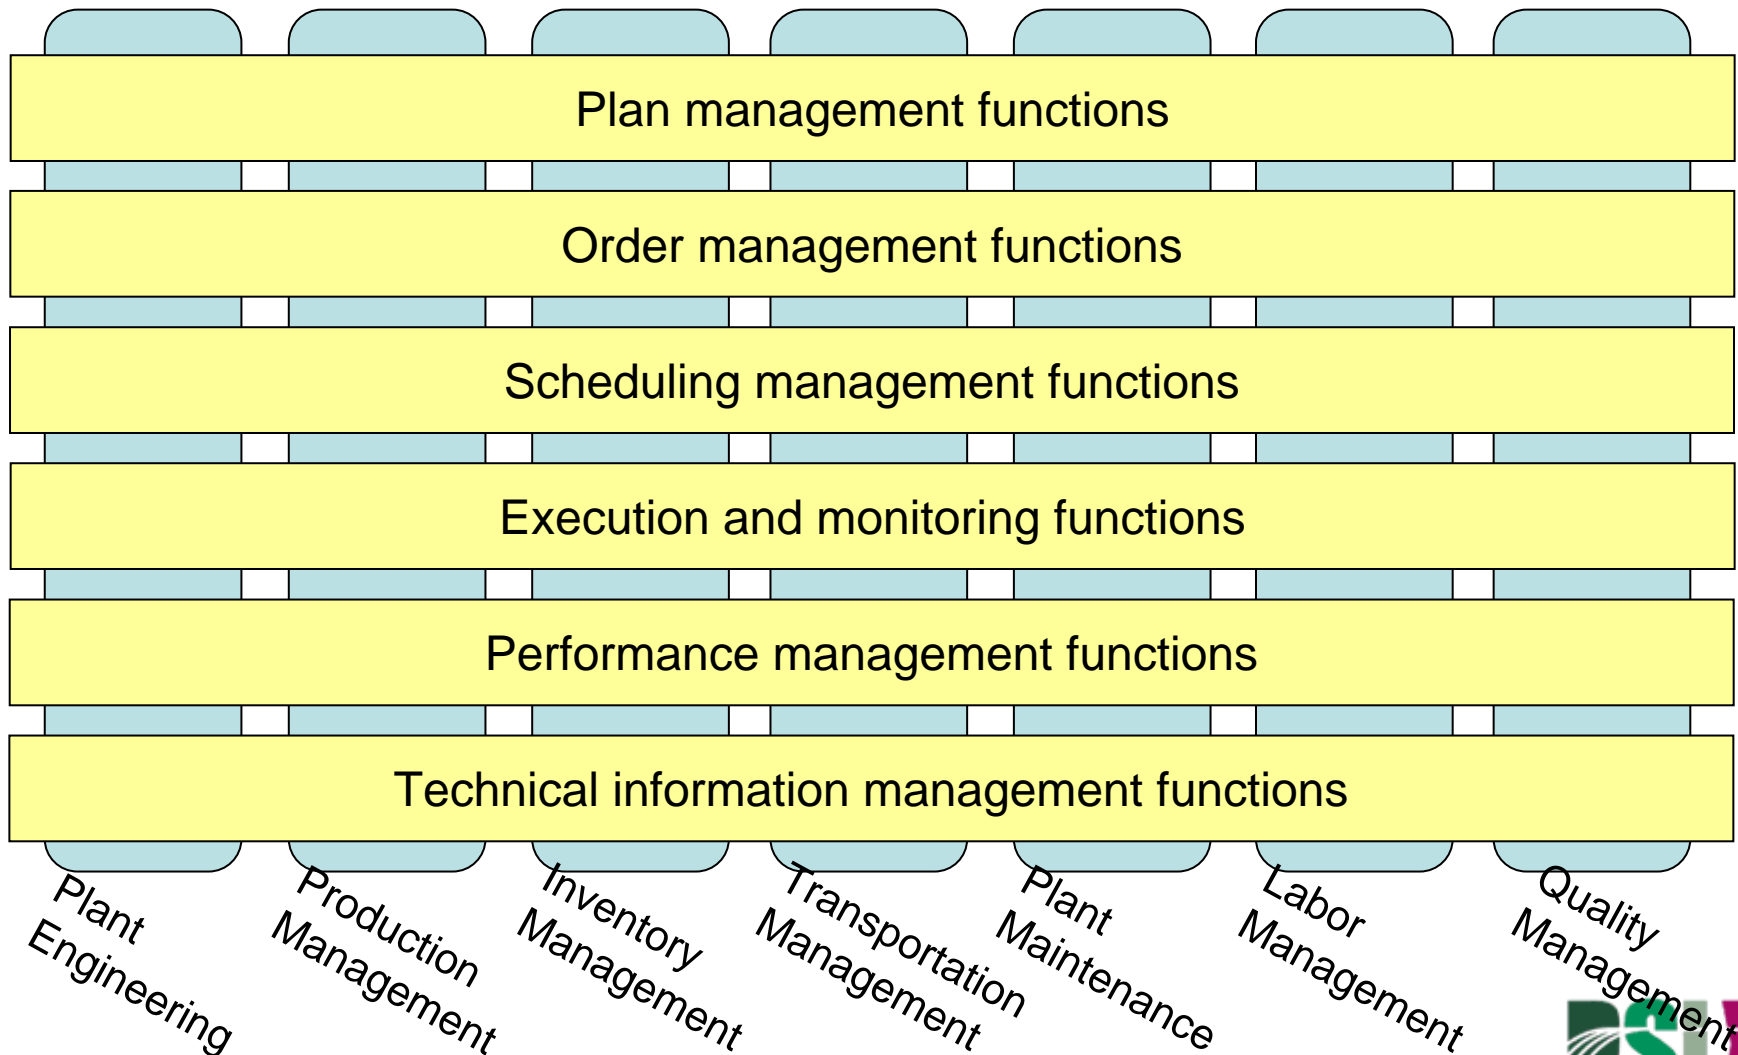 Plan management functions
Order management functions
Scheduling management functions
Execution and monitoring functions
Performance management functions
Technical information management functions
Plant
Engineering
Production
Management
Inventory
Management
Transportation
Management
Plant
Maintenance
Labor
Management
Quality
Management